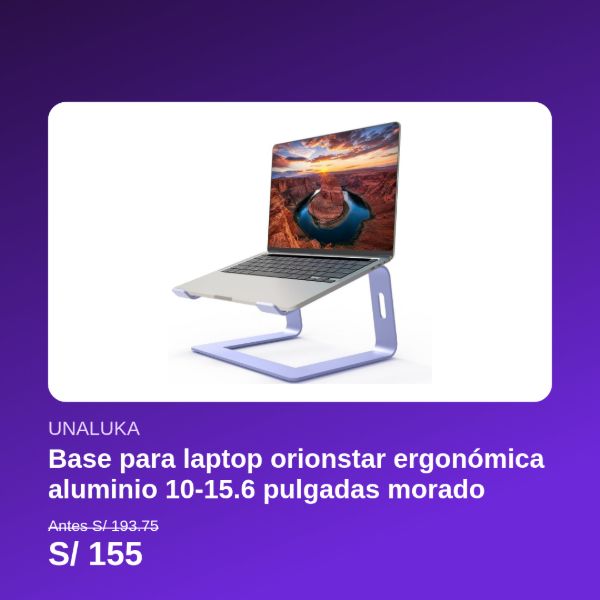 UNALUKA
Base para laptop orionstar ergonómica
aluminio 10-15.6 pulgadas morado
Antes S/ 193.75
S/ 155